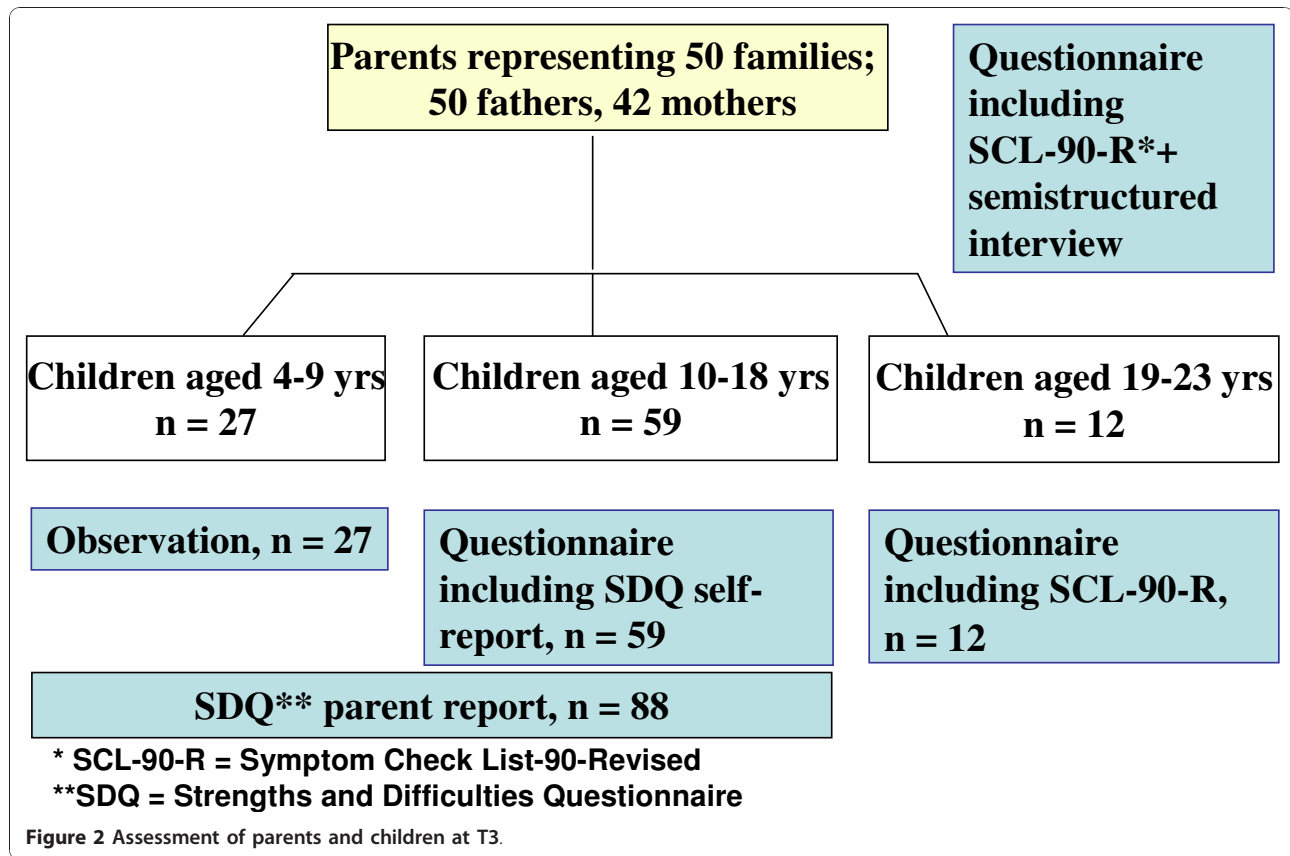 Parents representing 50 families;
50 fathers, 42 mothers
Questionnaire
including
SCL-90-R*+
semistructured
interview
Children aged 4-9 yrs
n = 27
Children aged 10-18 yrs
n = 59
Children aged 19-23 yrs
n = 12
Observation, n = 27
Questionnaire
including SDQ self-
report, n = 59
Questionnaire
including SCL-90-R,
n = 12
SDQ** parent report, n = 88
* SCL-90-R = Symptom Check List-90-Revised
**SDQ = Strengths and Difficulties Questionnaire
Figure 2 Assessment of parents and children at T3.